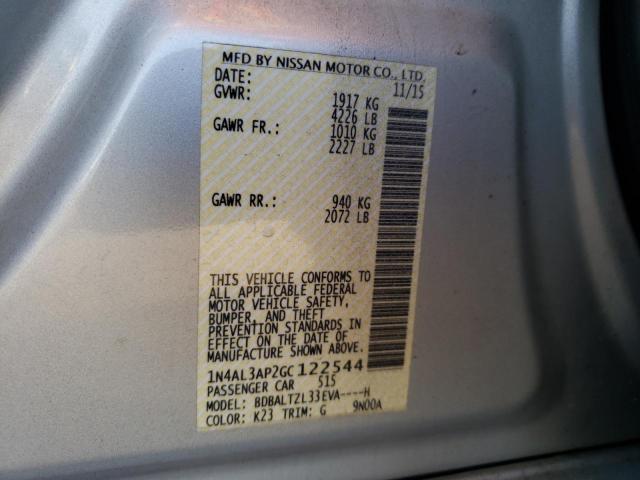 MFD BY NISSAN MOTOR CO., LTD.
DATE: 11/15
GVWR: 1917 KG
4226 LB
GAWR FR.: 1010 KG
2227 LB
GAWR RR.: 940 KG
2072 LB
THIS VEHICLE CONFORMS TO
ALL APPLICABLE FEDERAL
MOTOR VEHICLE SAFETY,
BUMPER, AND THEFT
PREVENTION STANDARDS IN
EFFECT ON THE DATE OF
MANUFACTURE SHOWN ABOVE.
1N4AL3AP2GC122544
PASSENGER CAR 515
MODEL: BDBALTZL33EVA----H
COLOR: K23 TRIM: G 9N00A